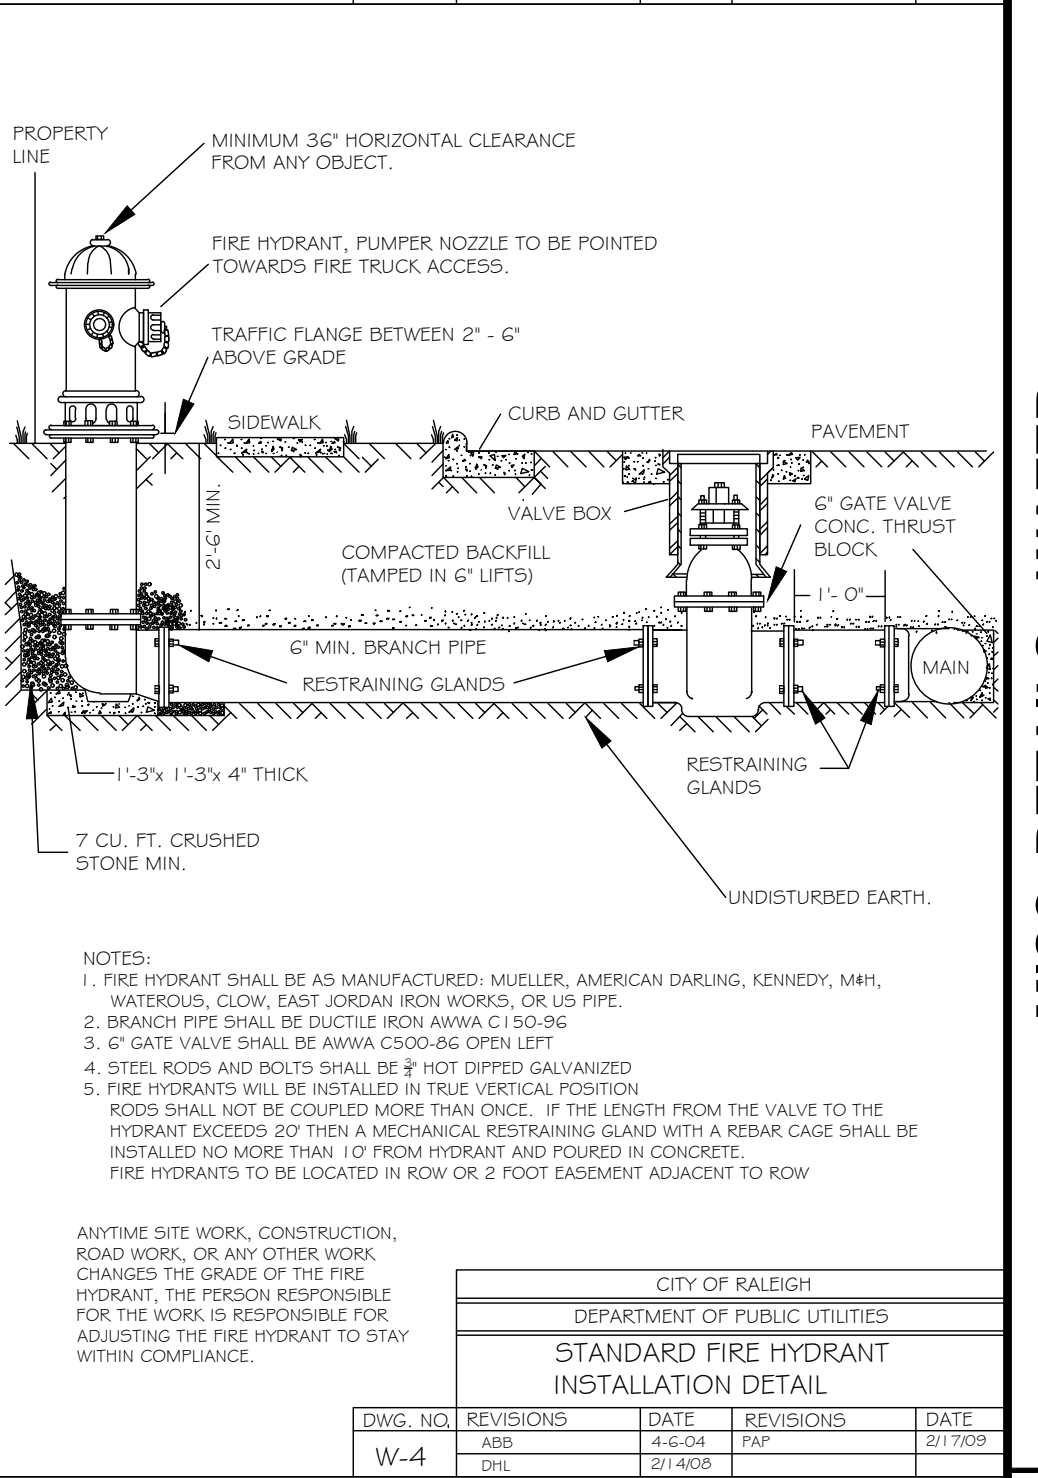 PROPERTY
LINE
MINIMUM 36" HORIZONTAL CLEARANCE
FROM ANY OBJECT.
FIRE HYDRANT, PUMPER NOZZLE TO BE POINTED
TOWARDS FIRE TRUCK ACCESS.
TRAFFIC FLANGE BETWEEN 2" - 6"
ABOVE GRADE
SIDEWALK
CURB AND GUTTER
PAVEMENT
2'-6' MIN.
VALVE BOX
6" GATE VALVE
CONC. THRUST
BLOCK
COMPACTED BACKFILL
(TAMPED IN 6" LIFTS)
1'- 0"
6" MIN. BRANCH PIPE
RESTRAINING GLANDS
MAIN
1'-3"x 1'-3"x 4" THICK
RESTRAINING
GLANDS
7 CU. FT. CRUSHED
STONE MIN.
UNDISTURBED EARTH.
NOTES:
1. FIRE HYDRANT SHALL BE AS MANUFACTURED: MUELLER, AMERICAN DARLING, KENNEDY, M&H,
WATEROUS, CLOW, EAST JORDAN IRON WORKS, OR US PIPE.
2. BRANCH PIPE SHALL BE DUCTILE IRON AWWA C150-96
3. 6" GATE VALVE SHALL BE AWWA C500-86 OPEN LEFT
4. STEEL RODS AND BOLTS SHALL BE 3/4" HOT DIPPED GALVANIZED
5. FIRE HYDRANTS WILL BE INSTALLED IN TRUE VERTICAL POSITION
RODS SHALL NOT BE COUPLED MORE THAN ONCE. IF THE LENGTH FROM THE VALVE TO THE
HYDRANT EXCEEDS 20' THEN A MECHANICAL RESTRAINING GLAND WITH A REBAR CAGE SHALL BE
INSTALLED NO MORE THAN 10' FROM HYDRANT AND POURED IN CONCRETE.
FIRE HYDRANTS TO BE LOCATED IN ROW OR 2 FOOT EASEMENT ADJACENT TO ROW
ANYTIME SITE WORK, CONSTRUCTION,
ROAD WORK, OR ANY OTHER WORK
CHANGES THE GRADE OF THE FIRE
HYDRANT, THE PERSON RESPONSIBLE
FOR THE WORK IS RESPONSIBLE FOR
ADJUSTING THE FIRE HYDRANT TO STAY
WITHIN COMPLIANCE.
CITY OF RALEIGH
DEPARTMENT OF PUBLIC UTILITIES
STANDARD FIRE HYDRANT
INSTALLATION DETAIL
DWG. NO. REVISIONS DATE REVISIONS DATE
W-4 ABB 4-6-04 PAP 2/17/09
DHL 2/14/08